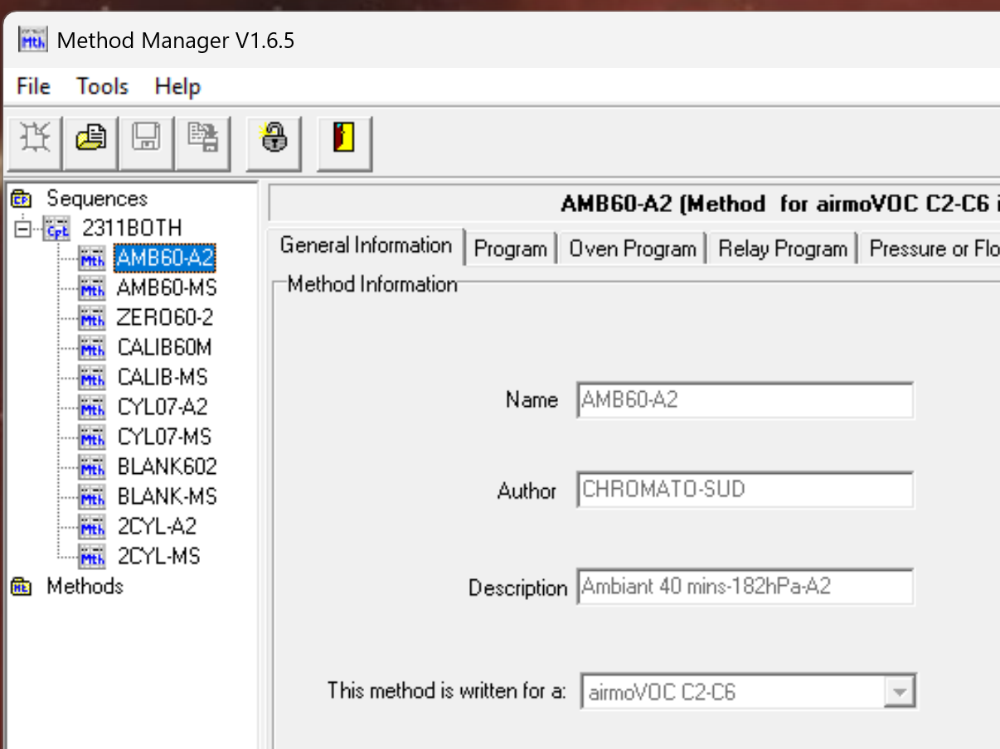 Method Manager V1.6.5
File Tools Help
Sequences
2311BOTH
AMB60-A2
AMB60-MS
ZERO60-2
CALIB60M
CALIB-MS
CYL07-A2
CYL07-MS
BLANK602
BLANK-MS
2CYL-A2
2CYL-MS
Methods
AMB60-A2 (Method for airmoVOC C2-C6 i
General Information Program Oven Program Relay Program Pressure or Flo
Method Information
Name AMB60-A2
Author CHROMATO-SUD
Description Ambiant 40 mins-182hPa-A2
This method is written for a: airmoVOC C2-C6